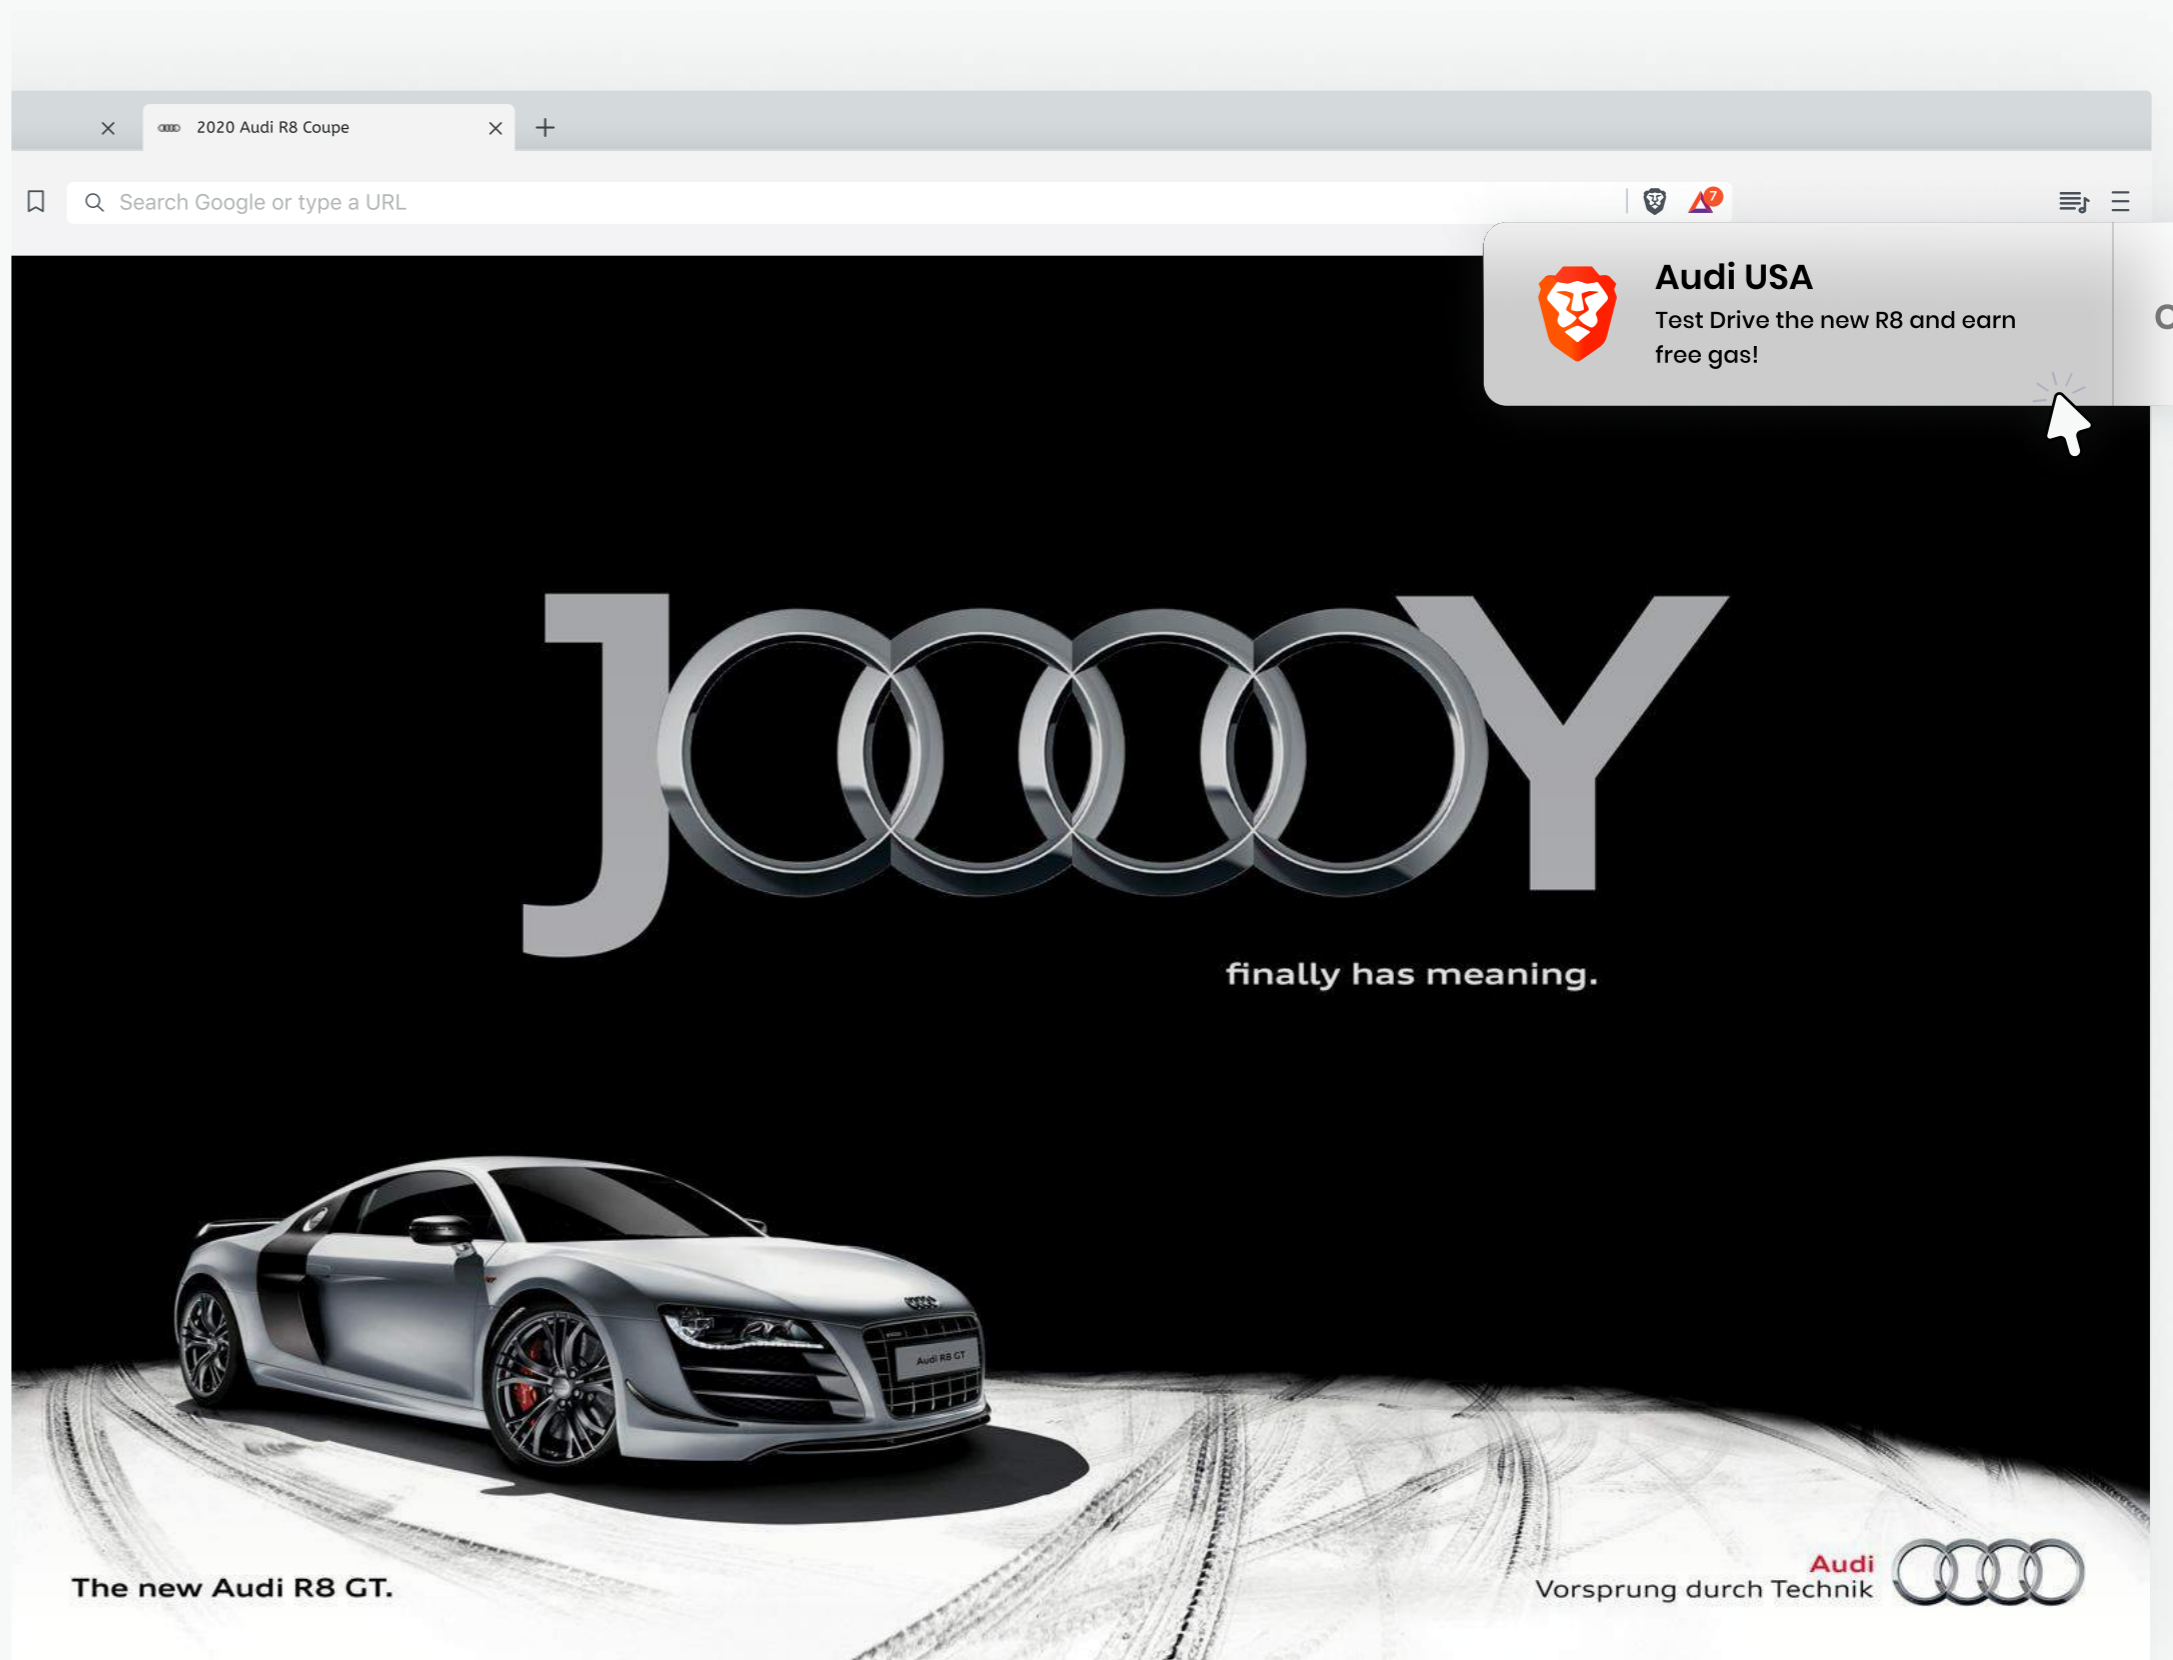 2020 Audi R8 Coupe
Search Google or type a URL
7
Audi USA
Test Drive the new R8 and earn
free gas!
JOOOOY
finally has meaning.
Audi R8 GT
The new Audi R8 GT.
Audi
Vorsprung durch Technik